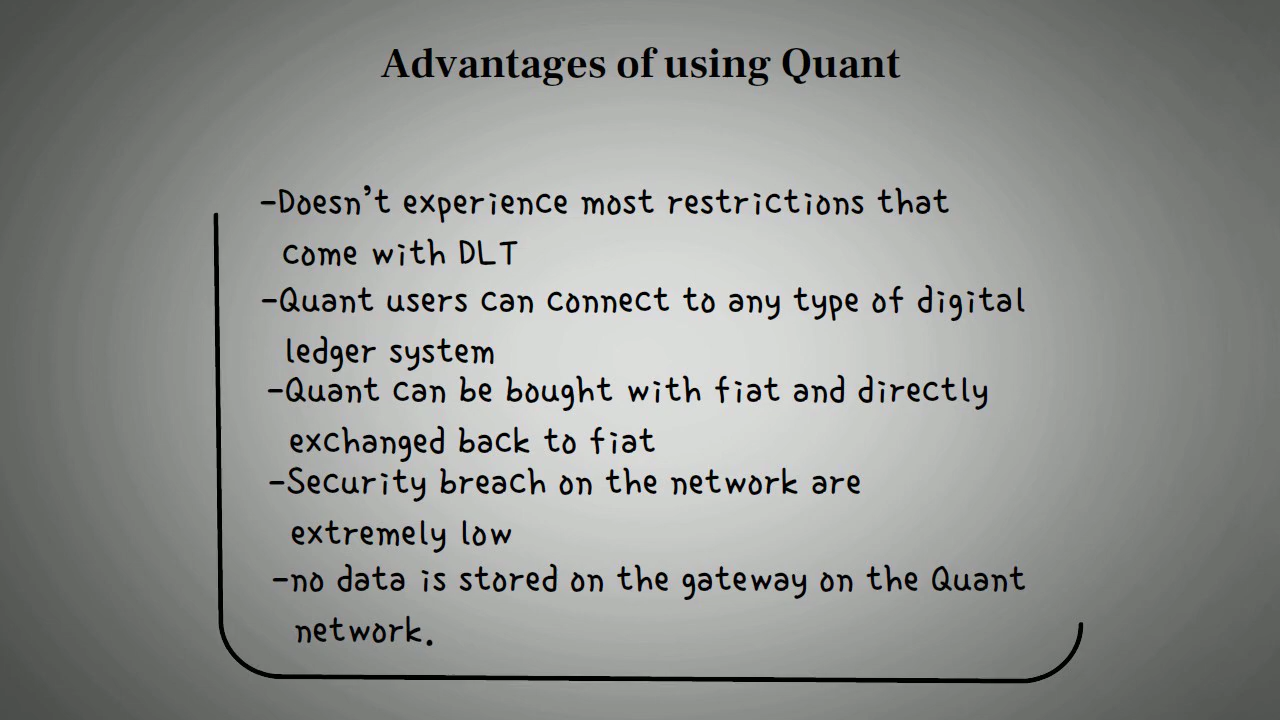 Advantages of using Quant
-Doesn't experience most restrictions that
come with DLT
-Quant users can connect to any type of digital
ledger system
-Quant can be bought with fiat and directly
exchanged back to fiat
-Security breach on the network are
extremely low
-no data is stored on the gateway on the Quant
network.